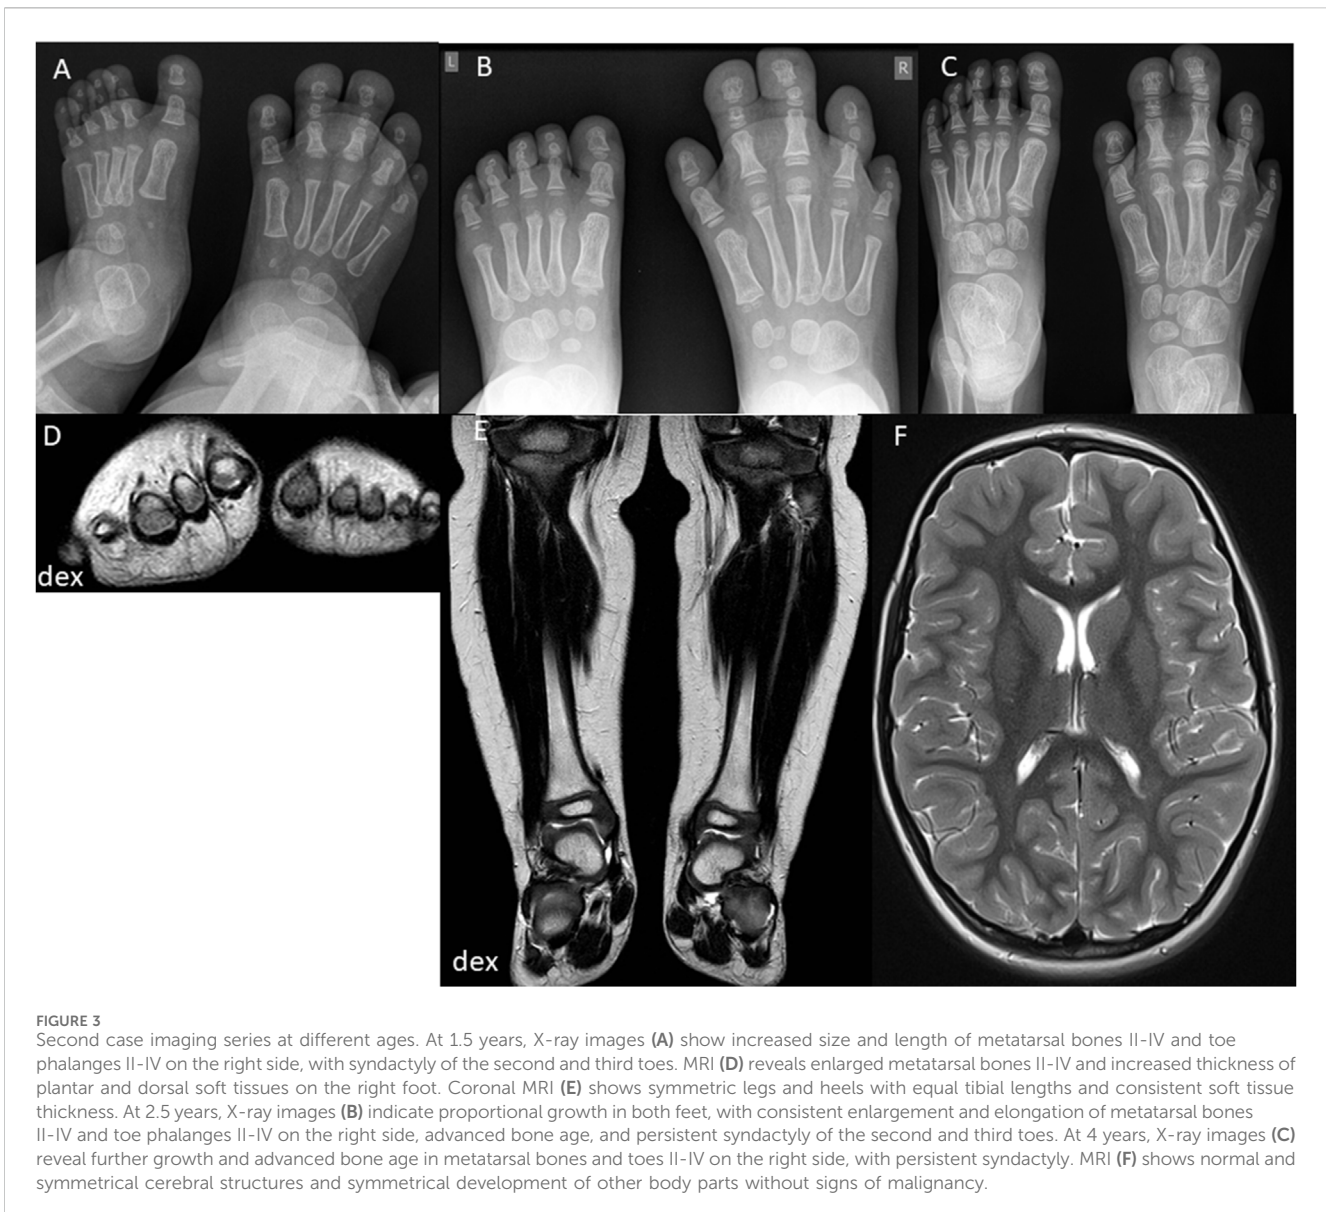 A
L
B
R
C
D
dex
E
dex
F
FIGURE 3
Second case imaging series at different ages. At 1.5 years, X-ray images (A) show increased size and length of metatarsal bones II-IV and toe
phalanges II-IV on the right side, with syndactyly of the second and third toes. MRI (D) reveals enlarged metatarsal bones II-IV and increased thickness of
plantar and dorsal soft tissues on the right foot. Coronal MRI (E) shows symmetric legs and heels with equal tibial lengths and consistent soft tissue
thickness. At 2.5 years, X-ray images (B) indicate proportional growth in both feet, with consistent enlargement and elongation of metatarsal bones
II-IV and toe phalanges II-IV on the right side, advanced bone age, and persistent syndactyly of the second and third toes. At 4 years, X-ray images (C)
reveal further growth and advanced bone age in metatarsal bones and toes II-IV on the right side, with persistent syndactyly. MRI (F) shows normal and
symmetrical cerebral structures and symmetrical development of other body parts without signs of malignancy.